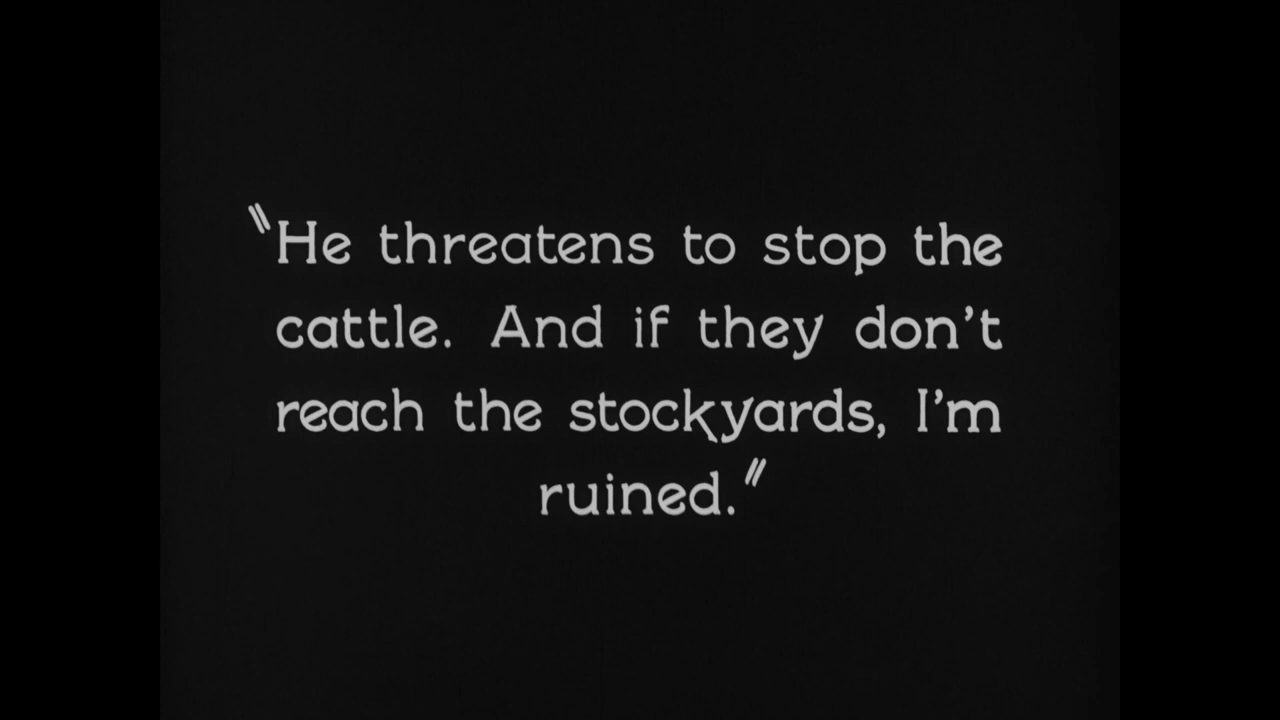 "He threatens to stop the
cattle. And if they don't
reach the stockyards, I'm
ruined."